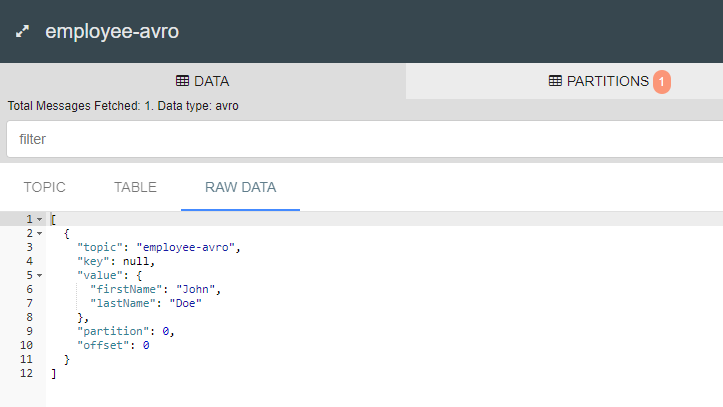 employee-avro
DATA PARTITIONS 1
Total Messages Fetched: 1. Data type: avro
filter
TOPIC TABLE RAW DATA
1 [
2 {
3 "topic": "employee-avro",
4 "key": null,
5 "value": {
6 "firstName": "John",
7 "lastName": "Doe"
8 },
9 "partition": 0,
10 "offset": 0
11 }
12 ]